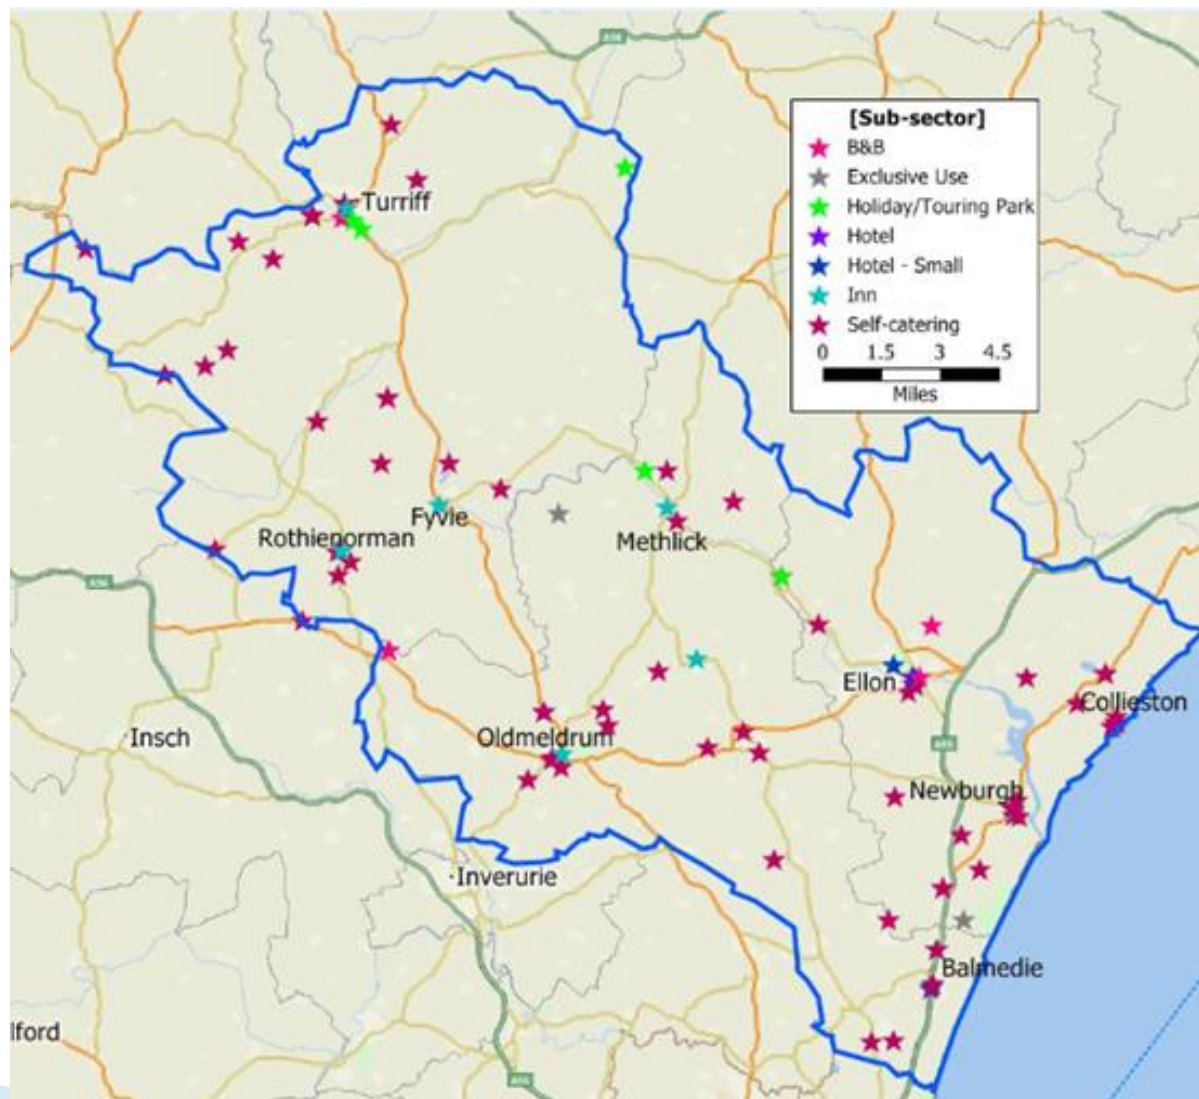 [Sub-sector]
B&B
Exclusive Use
Holiday/Touring Park
Hotel
Hotel - Small
Inn
Self-catering
0 1.5 3 4.5
Miles
Turriff
Fyvie
Rothienorman
Methlick
Ellon
Collieston
Oldmeldrum
Insch
Newburgh
Inverurie
Balmedie
lford
A96